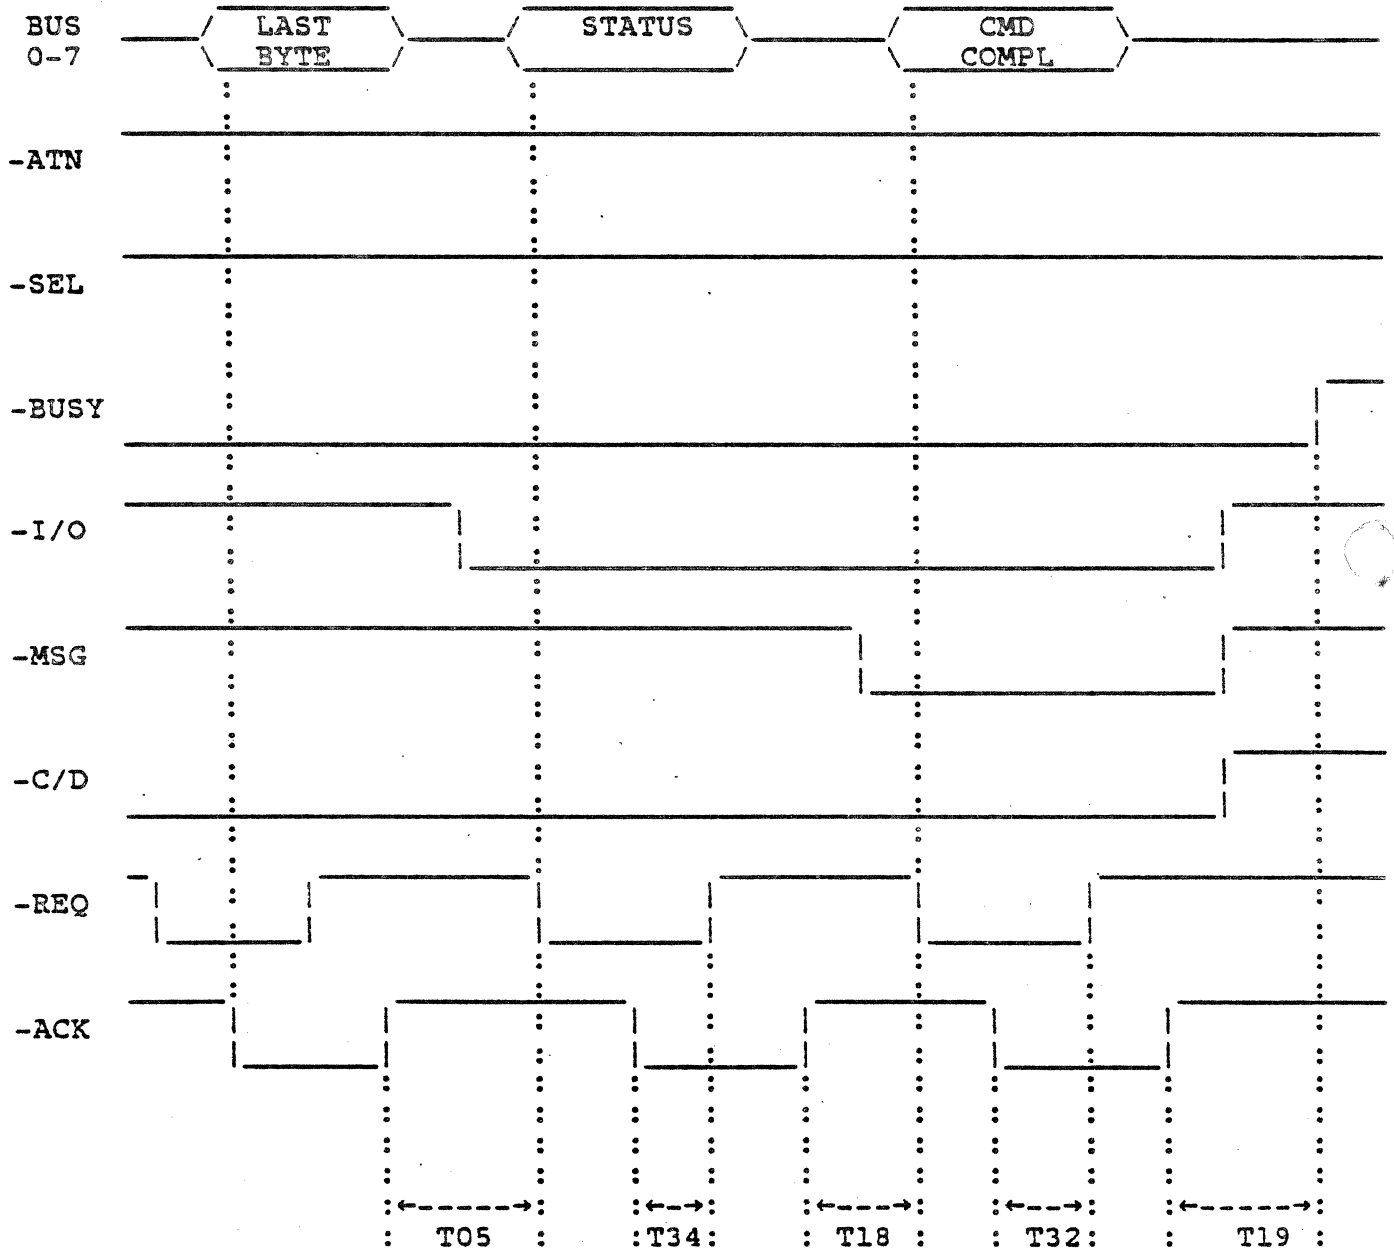 BUS
0-7
LAST
BYTE
STATUS
CMD
COMPL
-ATN
-SEL
-BUSY
-I/O
-MSG
-C/D
-REQ
-ACK
T05
T34
T18
T32
T19